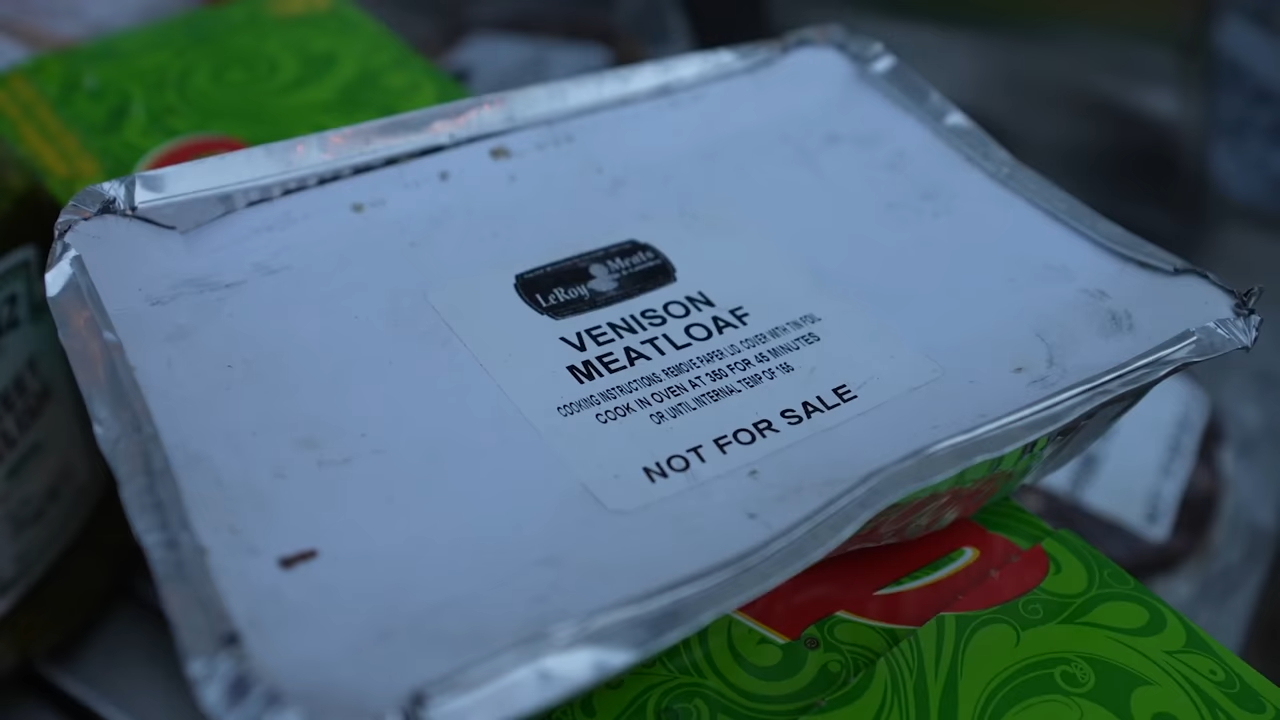 LeRoy Meats
VENISON
MEATLOAF
COOKING INSTRUCTIONS: REMOVE PAPER LID. COVER WITH TIN FOIL
COOK IN OVEN AT 350 FOR 45 MINUTES
OR UNTIL INTERNAL TEMP OF 165
NOT FOR SALE